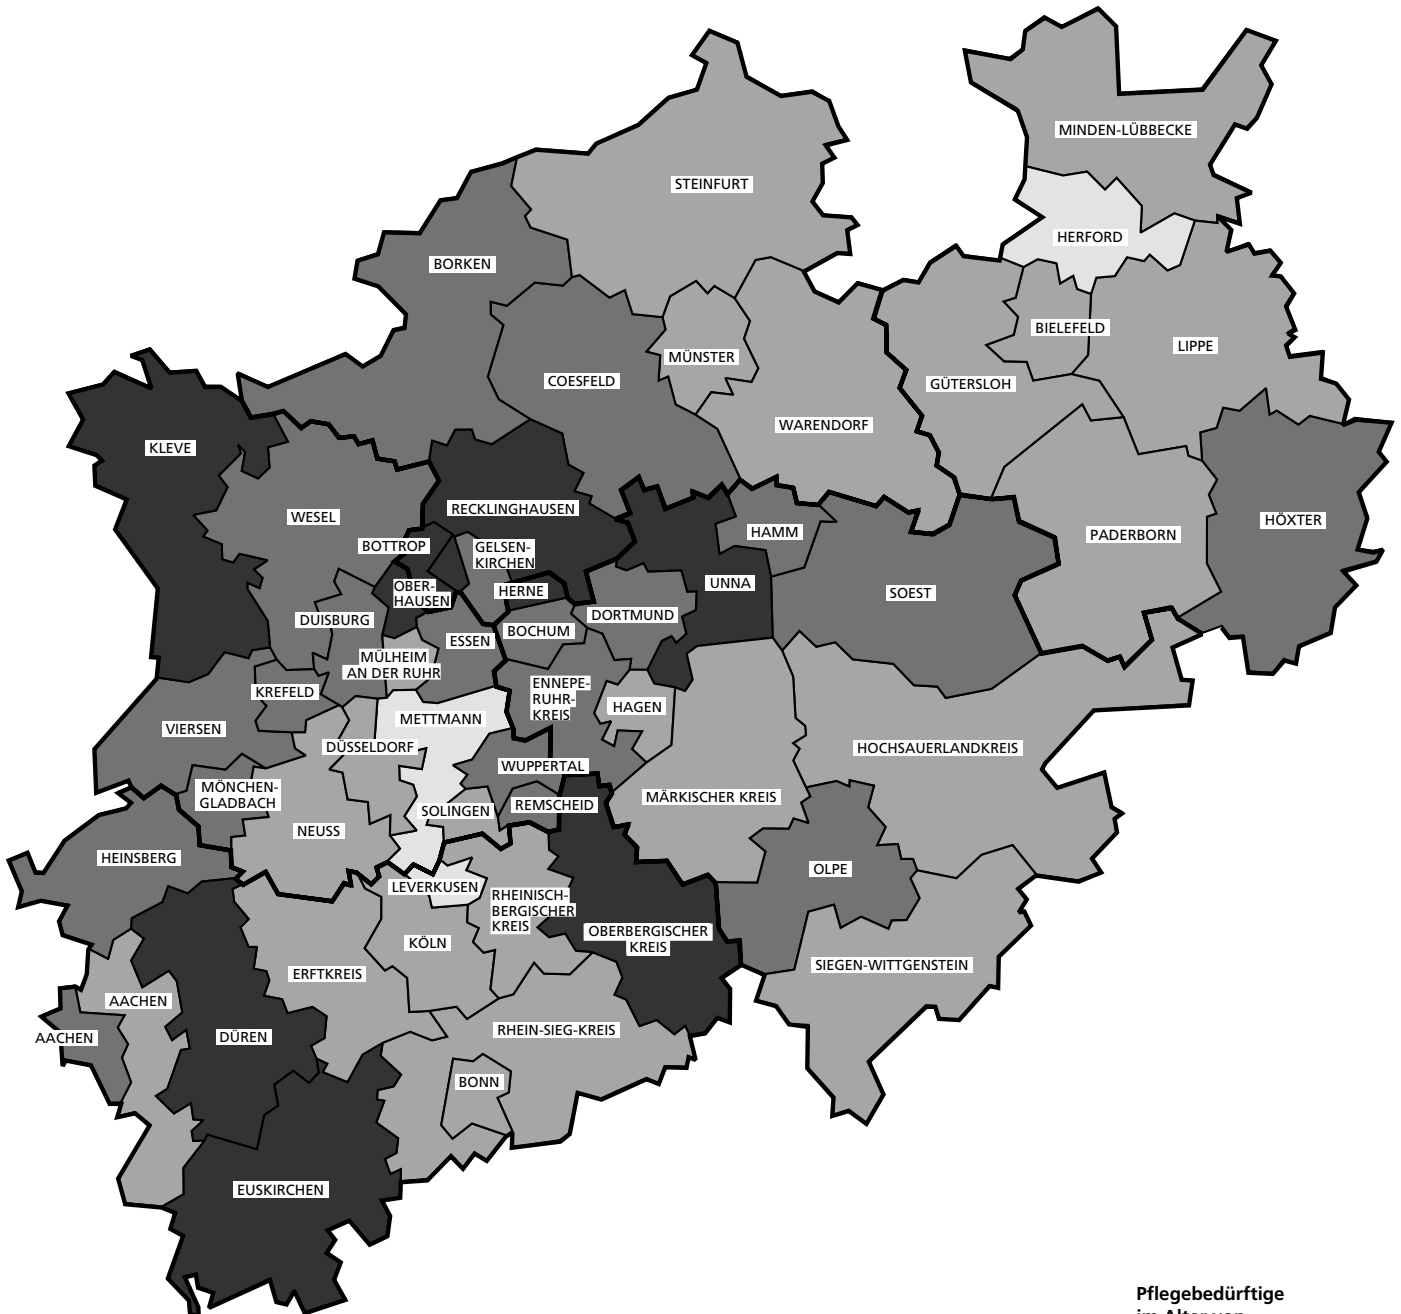 MINDEN-LÜBBECKE
STEINFURT
HERFORD
BORKEN
BIELEFELD
LIPPE
MÜNSTER
COESFELD
GÜTERSLOH
WARENDORF
KLEVE
RECKLINGHAUSEN
WESEL
HÖXTER
HAMM
PADERBORN
BOTTROP
GELSEN-
KIRCHEN
UNNA
OBER-
HAUSEN
HERNE
SOEST
DORTMUND
DUISBURG
BOCHUM
ESSEN
MÜLHEIM
AN DER RUHR
KREFELD
ENNEPE-
RUHR-
KREIS
HAGEN
METTMANN
VIERSEN
DÜSSELDORF
HOCHSAUERLANDKREIS
WUPPERTAL
MÖNCHEN-
GLADBACH
MÄRKISCHER KREIS
REMSCHEID
SOLINGEN
NEUSS
HEINSBERG
OLPE
LEVERKUSEN
RHEINISCH-
BERGISCHER
KREIS
OBERBERGISCHER
KREIS
KÖLN
SIEGEN-WITTGENSTEIN
ERFTKREIS
AACHEN
RHEIN-SIEG-KREIS
AACHEN
DÜREN
BONN
EUSKIRCHEN
Pflegebedürftige
im Alter von